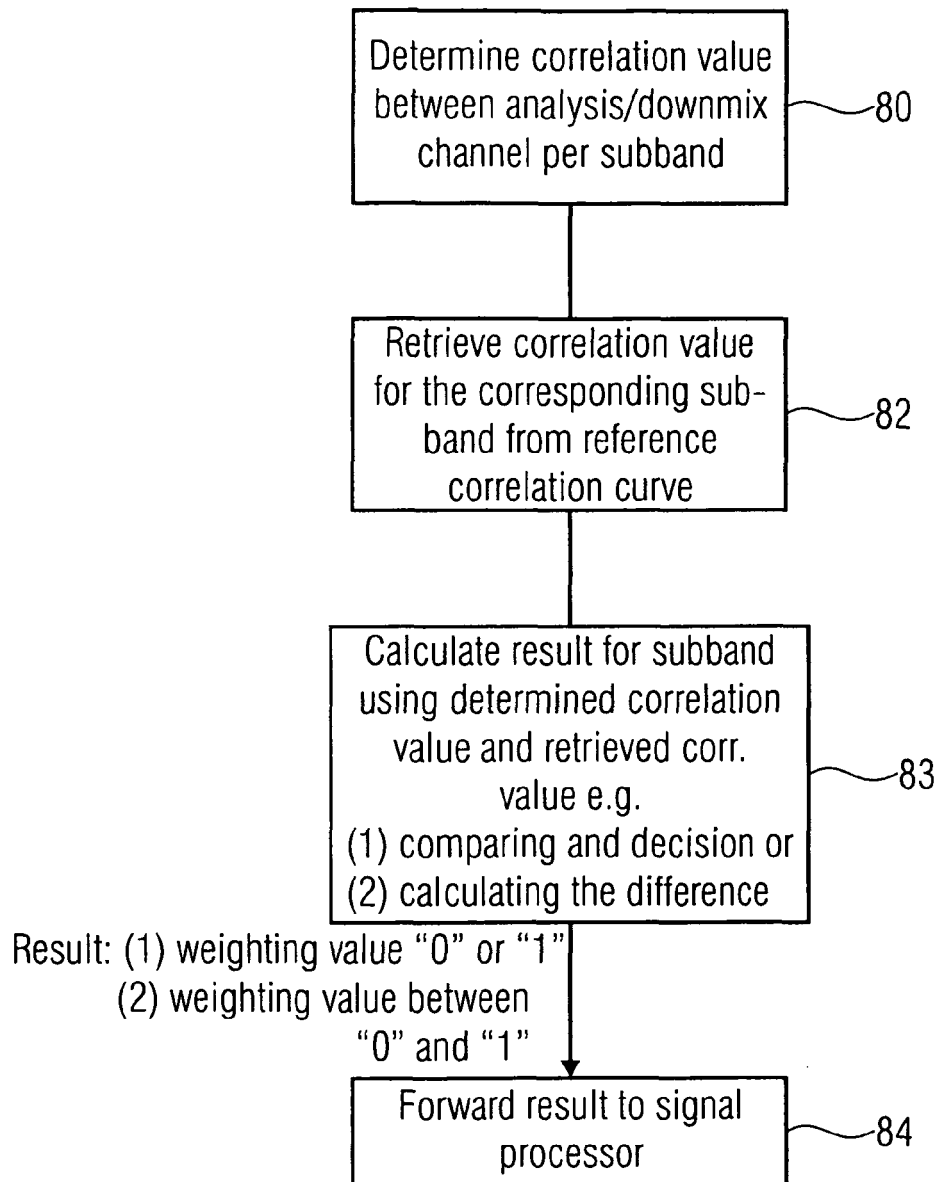 Determine correlation value
between analysis/downmix
channel per subband
80
Retrieve correlation value
for the corresponding sub-
band from reference
correlation curve
82
Calculate result for subband
using determined correlation
value and retrieved corr.
value e.g.
(1) comparing and decision or
(2) calculating the difference
83
Result: (1) weighting value “0” or “1”
(2) weighting value between
“0” and “1”
Forward result to signal
processor
84